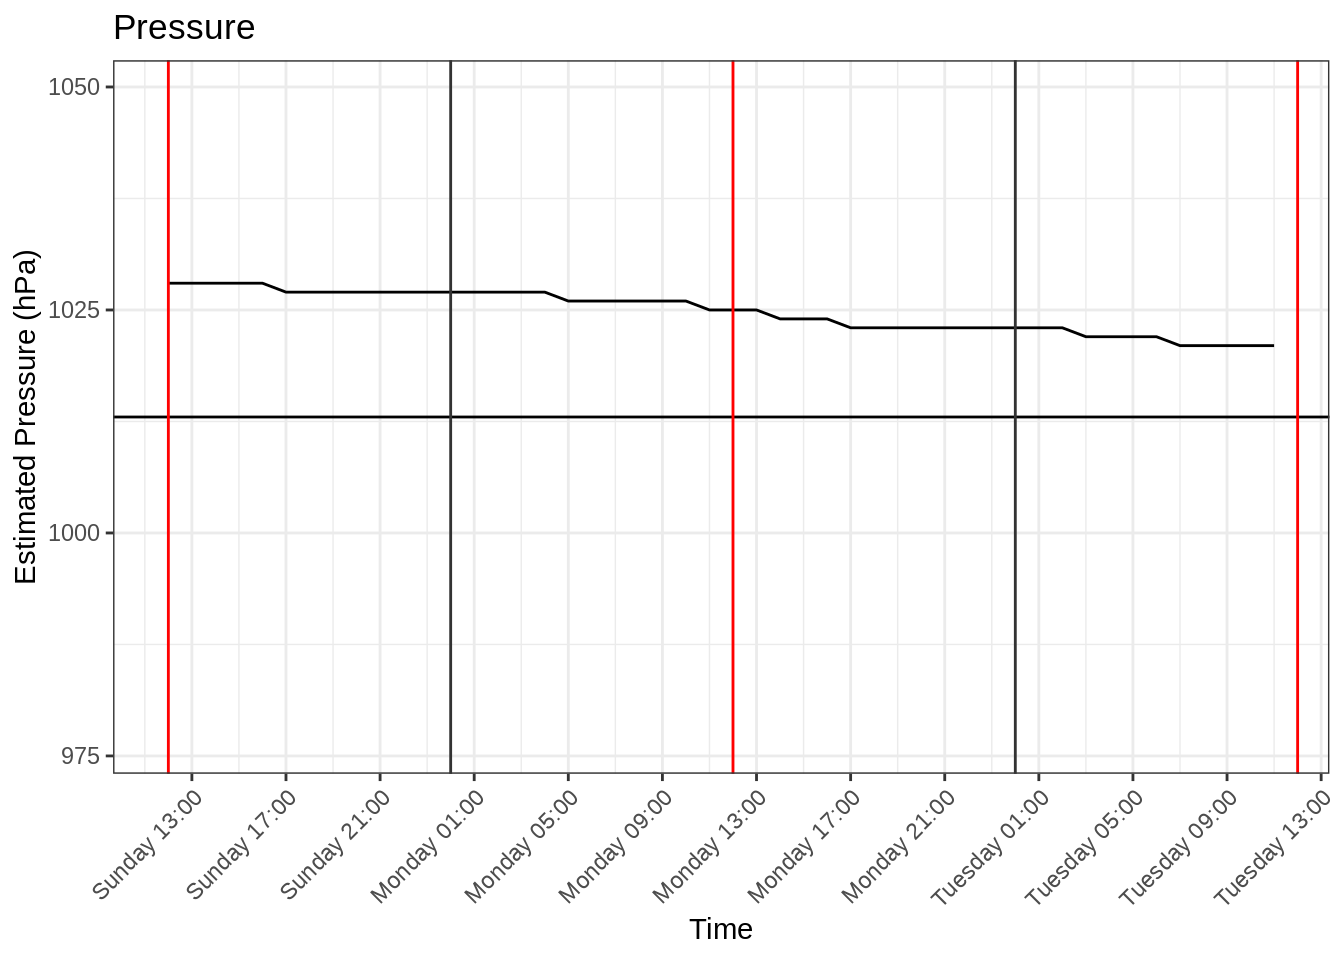 Pressure
1050
1025
1000
975
Estimated Pressure (hPa)
Sunday 13:00
Sunday 17:00
Sunday 21:00
Monday 01:00
Monday 05:00
Monday 09:00
Monday 13:00
Monday 17:00
Monday 21:00
Tuesday 01:00
Tuesday 05:00
Tuesday 09:00
Tuesday 13:00
Time